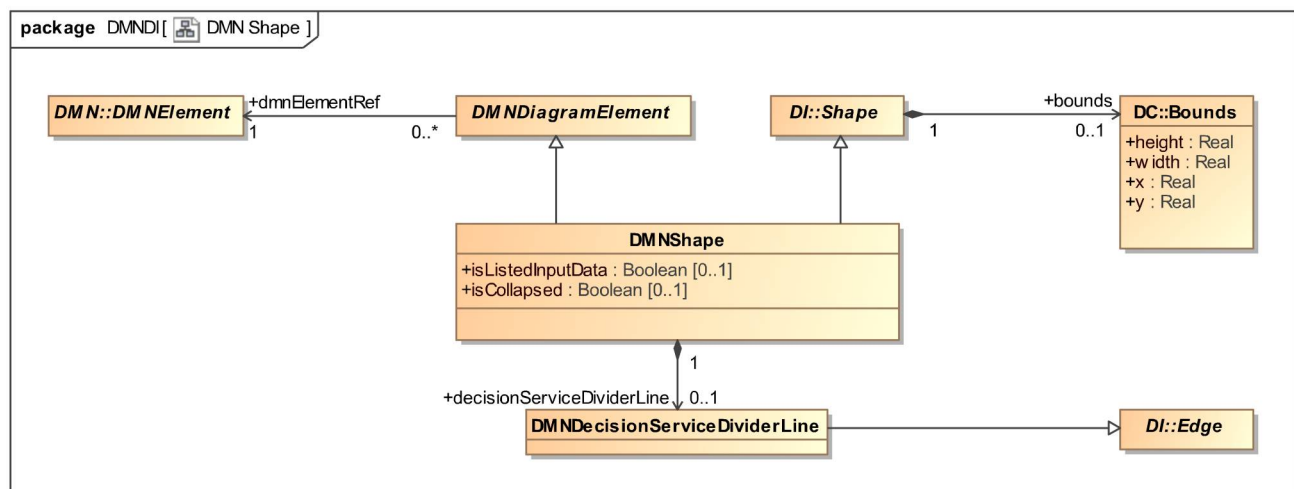 package DMNDI[ DMN Shape ]
DMN::DMNElement
+dmnElementRef
1
0..*
DMNDiagramElement
DI::Shape
1
+bounds
0..1
DC::Bounds
+height : Real
+width : Real
+x : Real
+y : Real
DMNShape
+isListedInputData : Boolean [0..1]
+isCollapsed : Boolean [0..1]
1
+decisionServiceDividerLine
0..1
DMNDecisionServiceDividerLine
DI::Edge